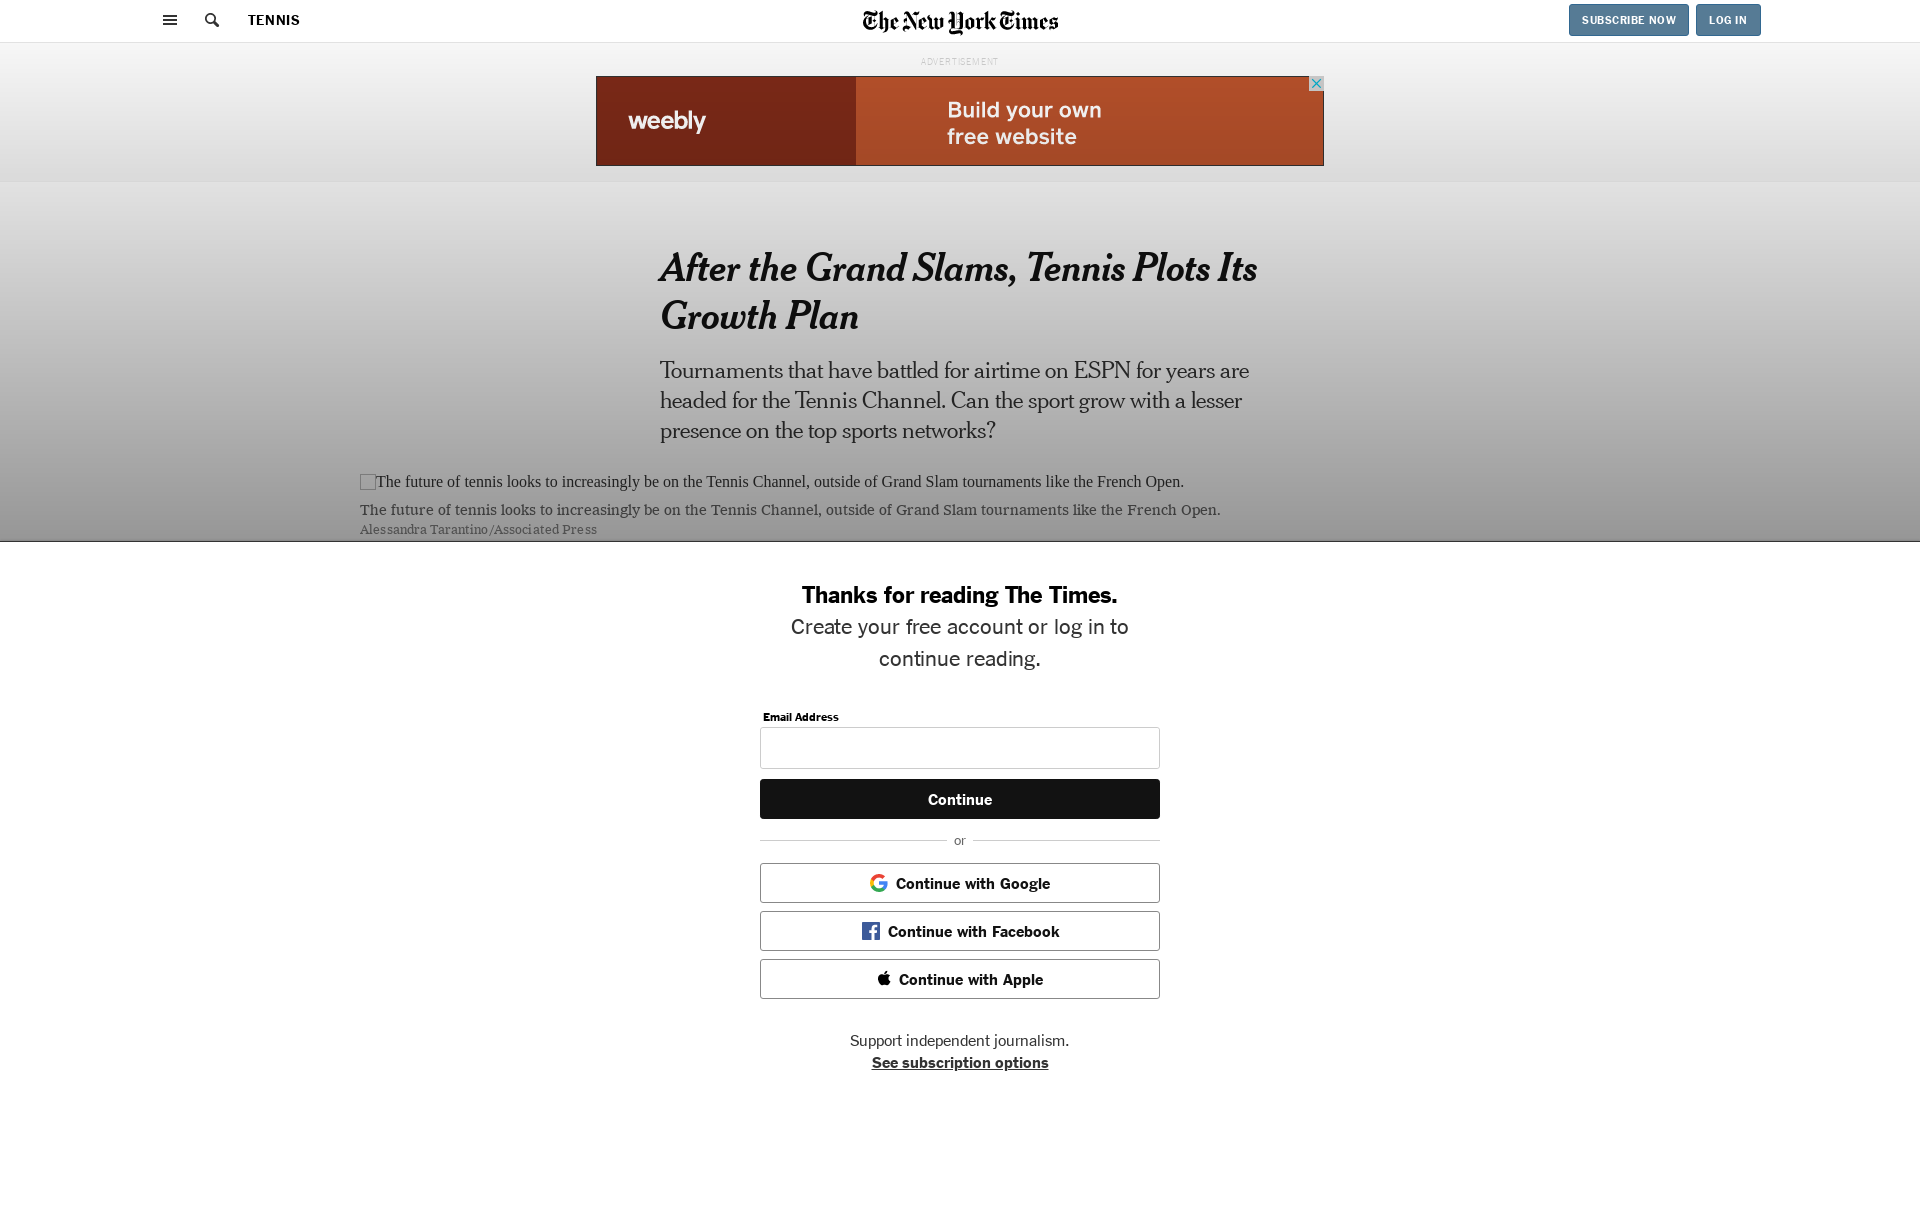 TENNIS
The New York Times
SUBSCRIBE NOW
LOG IN
ADVERTISEMENT
weebly
Build your own
free website
After the Grand Slams, Tennis Plots Its
Growth Plan
Tournaments that have battled for airtime on ESPN for years are
headed for the Tennis Channel. Can the sport grow with a lesser
presence on the top sports networks?
The future of tennis looks to increasingly be on the Tennis Channel, outside of Grand Slam tournaments like the French Open.
The future of tennis looks to increasingly be on the Tennis Channel, outside of Grand Slam tournaments like the French Open.
Alessandra Tarantino/Associated Press
Thanks for reading The Times.
Create your free account or log in to
continue reading.
Email Address
Continue
or
Continue with Google
Continue with Facebook
Continue with Apple
Support independent journalism.
See subscription options